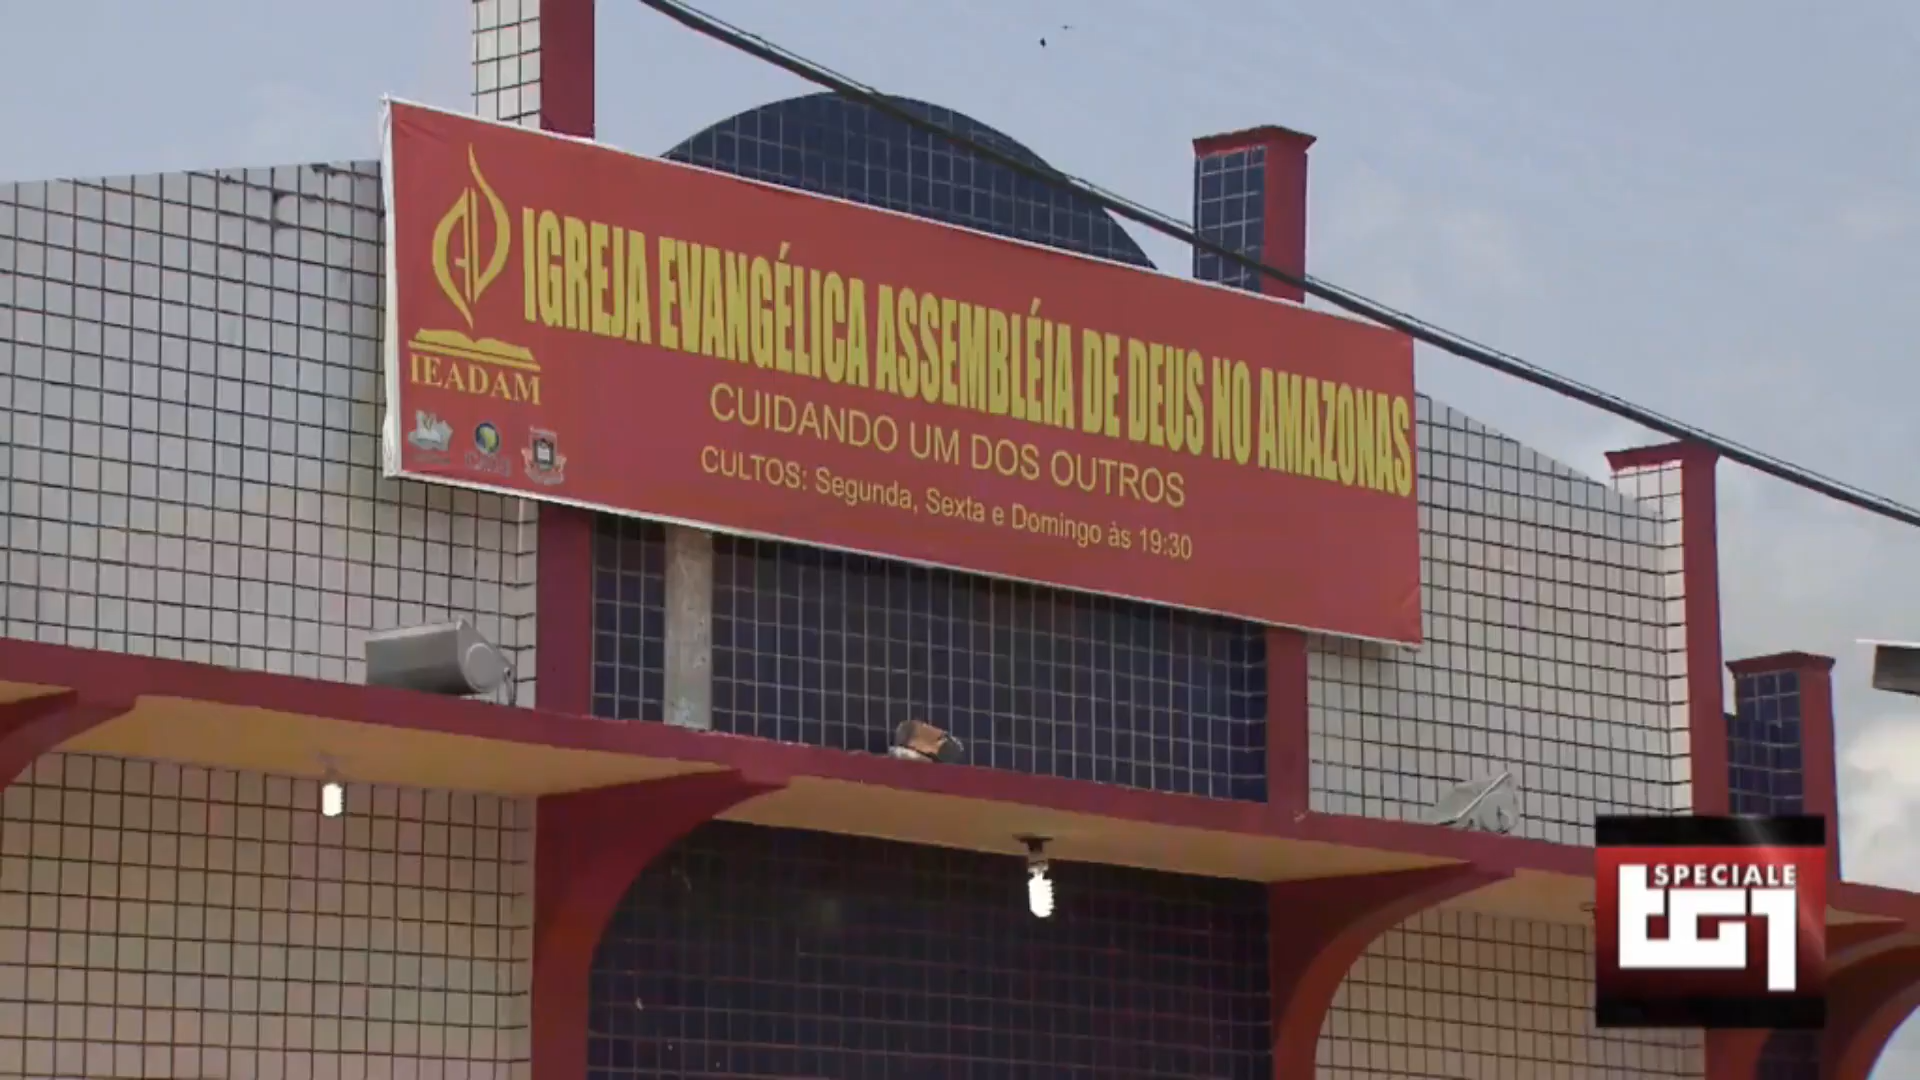 IGREJA EVANGÉLICA ASSEMBLÉIA DE DEUS NO AMAZONAS
CUIDANDO UM DOS OUTROS
CULTOS: Segunda, Sexta e Domingo às 19:30
AD
IEADAM
SPECIALE
TG1